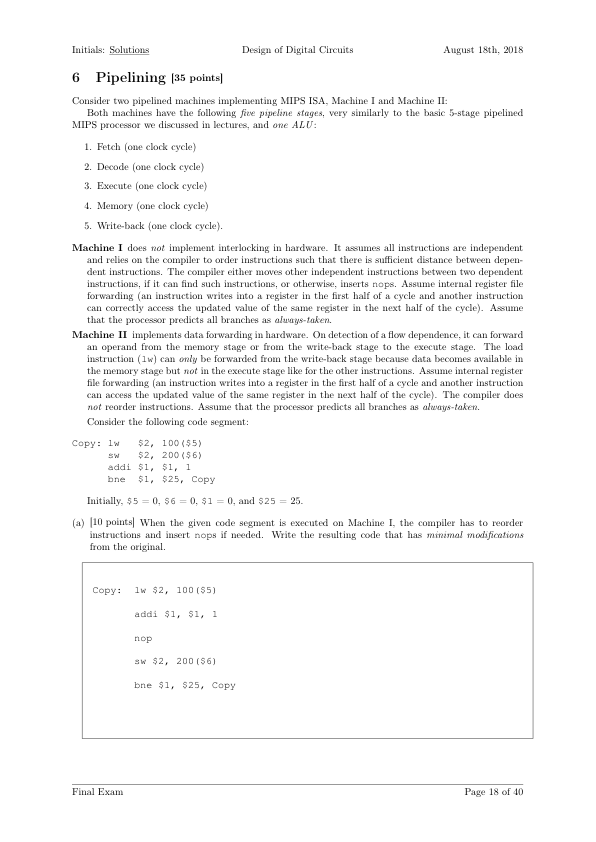 Initials: Solutions Design of Digital Circuits August 18th, 2018
6 Pipelining [35 points]
Consider two pipelined machines implementing MIPS ISA, Machine I and Machine II:
Both machines have the following five pipeline stages, very similarly to the basic 5-stage pipelined
MIPS processor we discussed in lectures, and one ALU:
1. Fetch (one clock cycle)
2. Decode (one clock cycle)
3. Execute (one clock cycle)
4. Memory (one clock cycle)
5. Write-back (one clock cycle).
Machine I does not implement interlocking in hardware. It assumes all instructions are independent
and relies on the compiler to order instructions such that there is sufficient distance between depen-
dent instructions. The compiler either moves other independent instructions between two dependent
instructions, if it can find such instructions, or otherwise, inserts nops. Assume internal register file
forwarding (an instruction writes into a register in the first half of a cycle and another instruction
can correctly access the updated value of the same register in the next half of the cycle). Assume
that the processor predicts all branches as always-taken.
Machine II implements data forwarding in hardware. On detection of a flow dependence, it can forward
an operand from the memory stage or from the write-back stage to the execute stage. The load
instruction (lw) can only be forwarded from the write-back stage because data becomes available in
the memory stage but not in the execute stage like for the other instructions. Assume internal register
file forwarding (an instruction writes into a register in the first half of a cycle and another instruction
can access the updated value of the same register in the next half of the cycle). The compiler does
not reorder instructions. Assume that the processor predicts all branches as always-taken.
Consider the following code segment:
Copy: lw $2, 100($5)
sw $2, 200($6)
addi $1, $1, 1
bne $1, $25, Copy
Initially, $5 = 0, $6 = 0, $1 = 0, and $25 = 25.
(a) [10 points] When the given code segment is executed on Machine I, the compiler has to reorder
instructions and insert nops if needed. Write the resulting code that has minimal modifications
from the original.
Copy: lw $2, 100($5)
addi $1, $1, 1
nop
sw $2, 200($6)
bne $1, $25, Copy
Final Exam Page 18 of 40